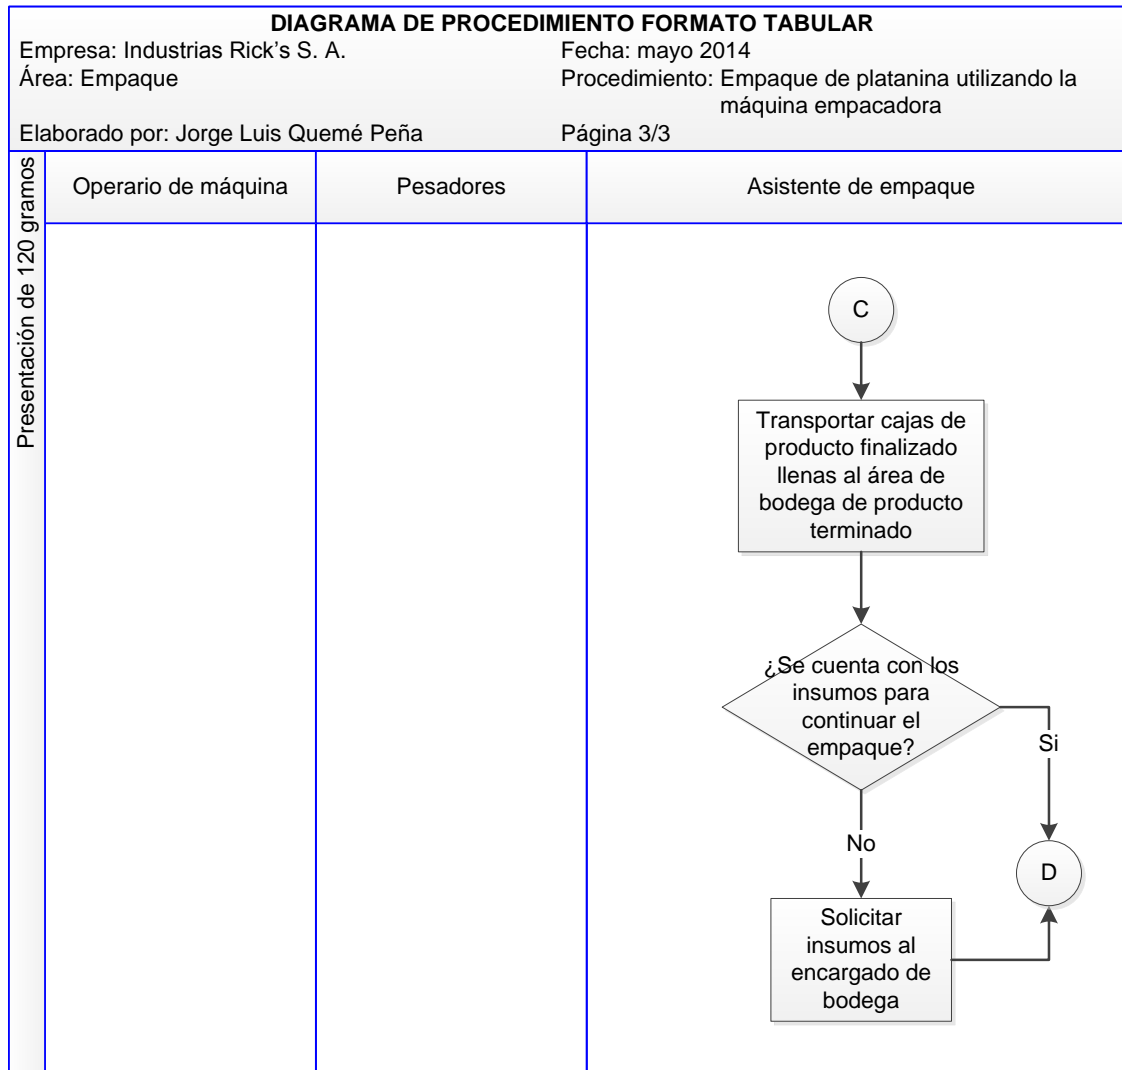 DIAGRAMA DE PROCEDIMIENTO FORMATO TABULAR
Empresa: Industrias Rick's S. A.
Fecha: mayo 2014
Área: Empaque
Procedimiento: Empaque de platanina utilizando la
máquina empacadora
Elaborado por: Jorge Luis Quemé Peña
Página 3/3
Presentación de 120 gramos
Operario de máquina
Pesadores
Asistente de empaque
C
Transportar cajas de
producto finalizado
llenas al área de
bodega de producto
terminado
¿Se cuenta con los
insumos para
continuar el
empaque?
Si
No
D
Solicitar
insumos al
encargado de
bodega